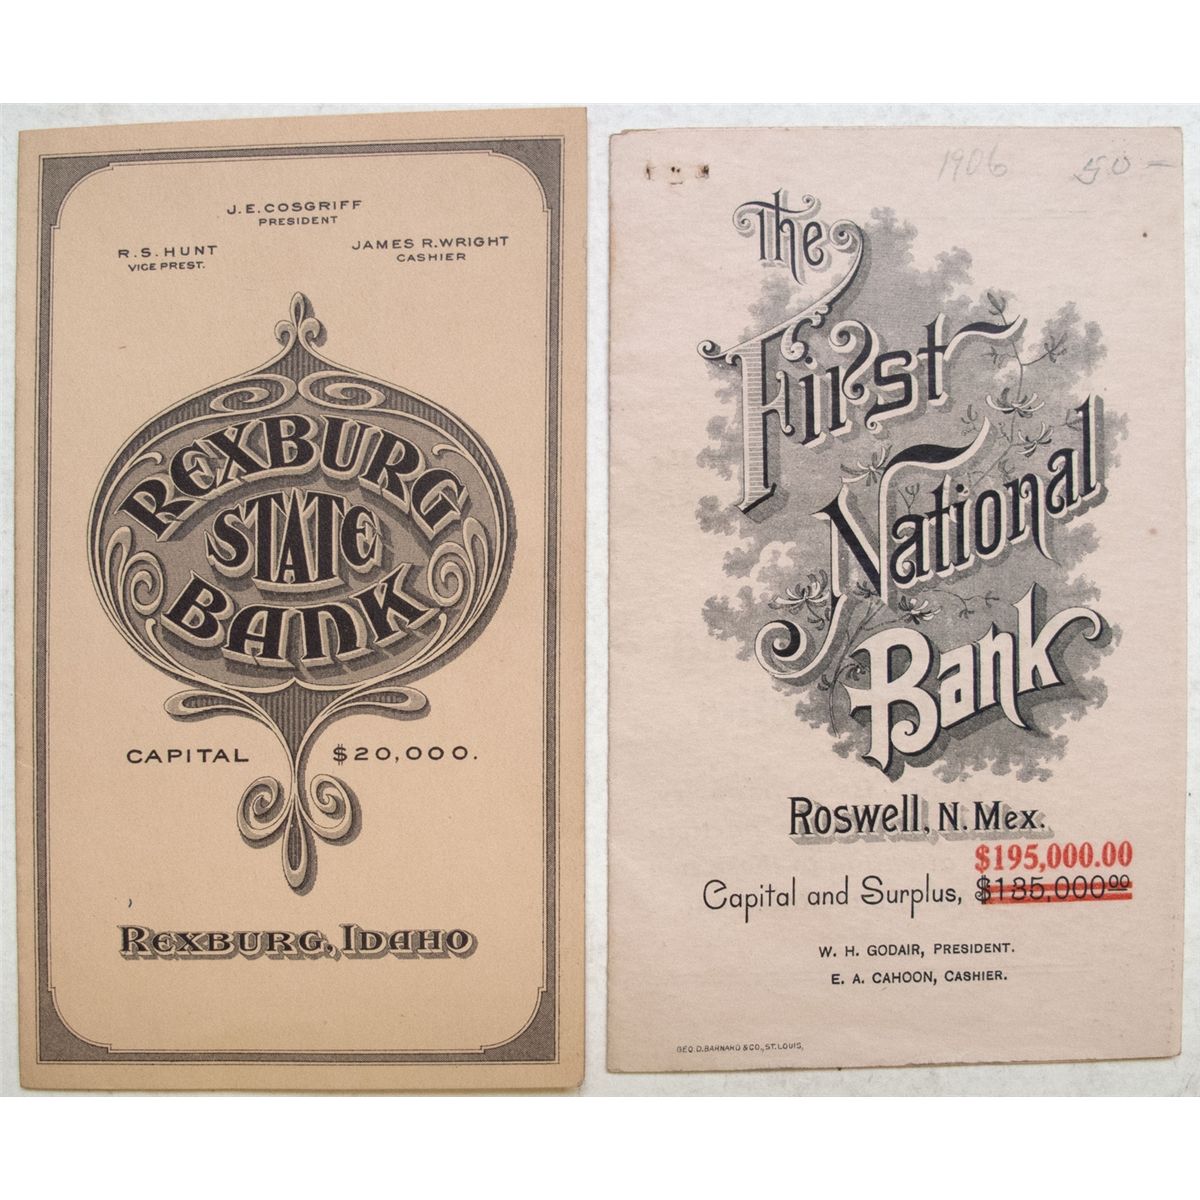 J. E. COSGRIFF
PRESIDENT
R. S. HUNT
VICE PREST.
JAMES R. WRIGHT
CASHIER
REXBURG
STATE
BANK
CAPITAL $20,000.
REXBURG, IDAHO
1906 50-
The
First
National
Bank
ROSWELL, N. MEX.
$195,000.00
Capital and Surplus, $135,000 00
W. H. GODAIR, PRESIDENT.
E. A. CAHOON, CASHIER.
GEO. D. BARNARD & CO., ST. LOUIS,